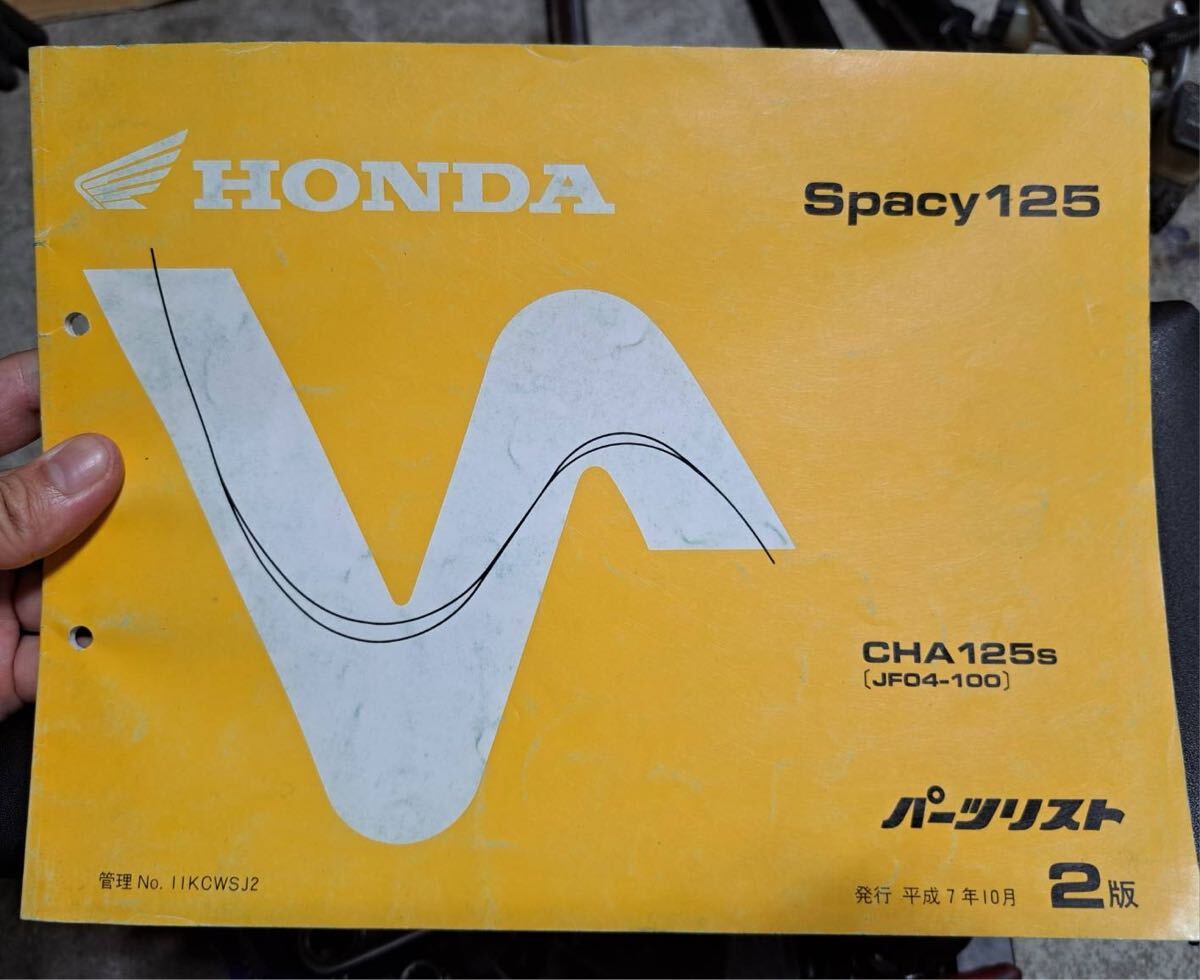 HONDA
Spacy125
CHA125s
〔JF04-100〕
パーツリスト
管理 No. 11KCWSJ2
発行 平成7年10月 2版